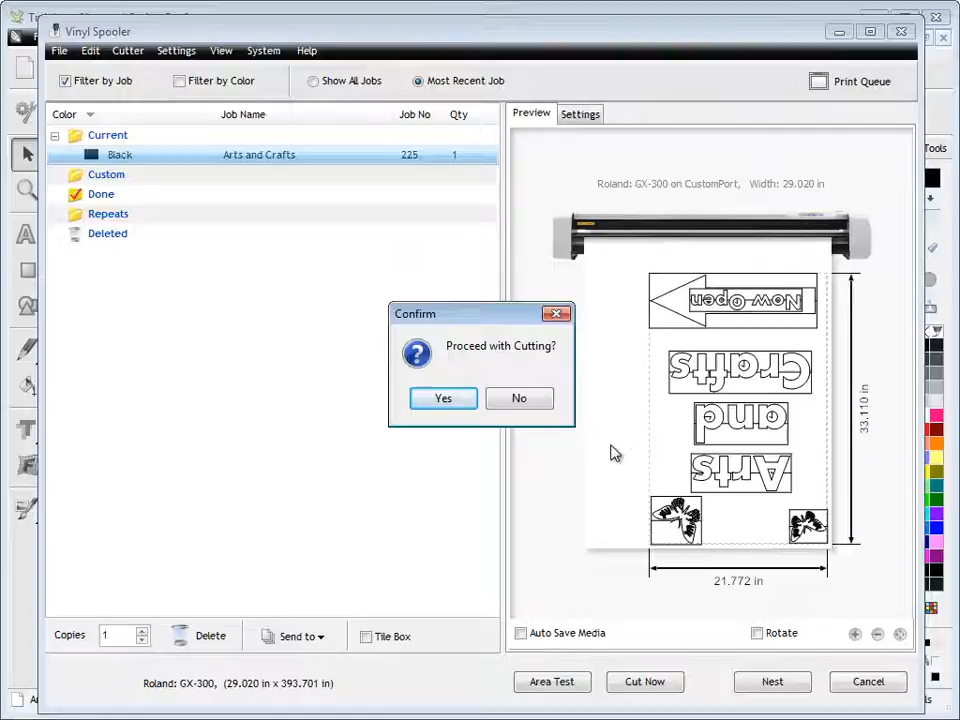 Vinyl Spooler
File Edit Cutter Settings View System Help
Filter by Job Filter by Color Show All Jobs Most Recent Job Print Queue
Color Job Name Job No Qty
Current
Black Arts and Crafts 225 1
Custom
Done
Repeats
Deleted
Preview Settings
Roland: GX-300 on CustomPort, Width: 29.020 in
Now Open
Crafts
and
Arts
33.110 in
21.772 in
Confirm
Proceed with Cutting?
Yes No
Copies 1 Delete Send to Tile Box
Auto Save Media Rotate
Roland: GX-300, (29.020 in x 393.701 in)
Area Test Cut Now Nest Cancel
Tools